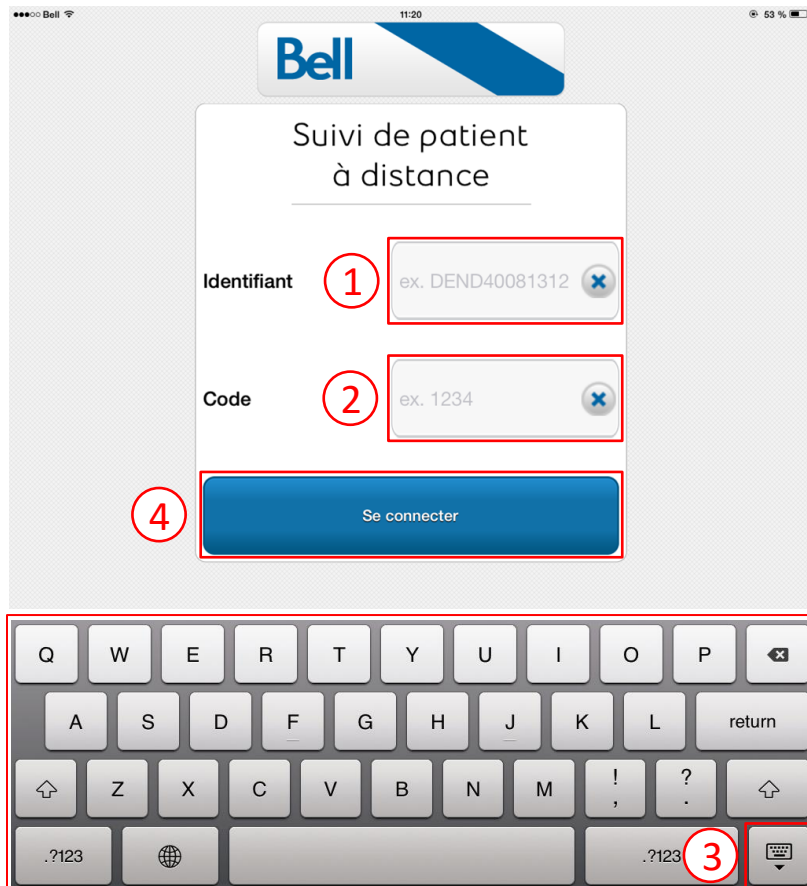 Bell 11:20 53 %
Bell
Suivi de patient
à distance
Identifiant 1 ex. DEND40081312
Code 2 ex. 1234
4 Se connecter
Q W E R T Y U I O P
A S D F G H J K L return
Z X C V B N M ! , ? .
.?123 .?123 3